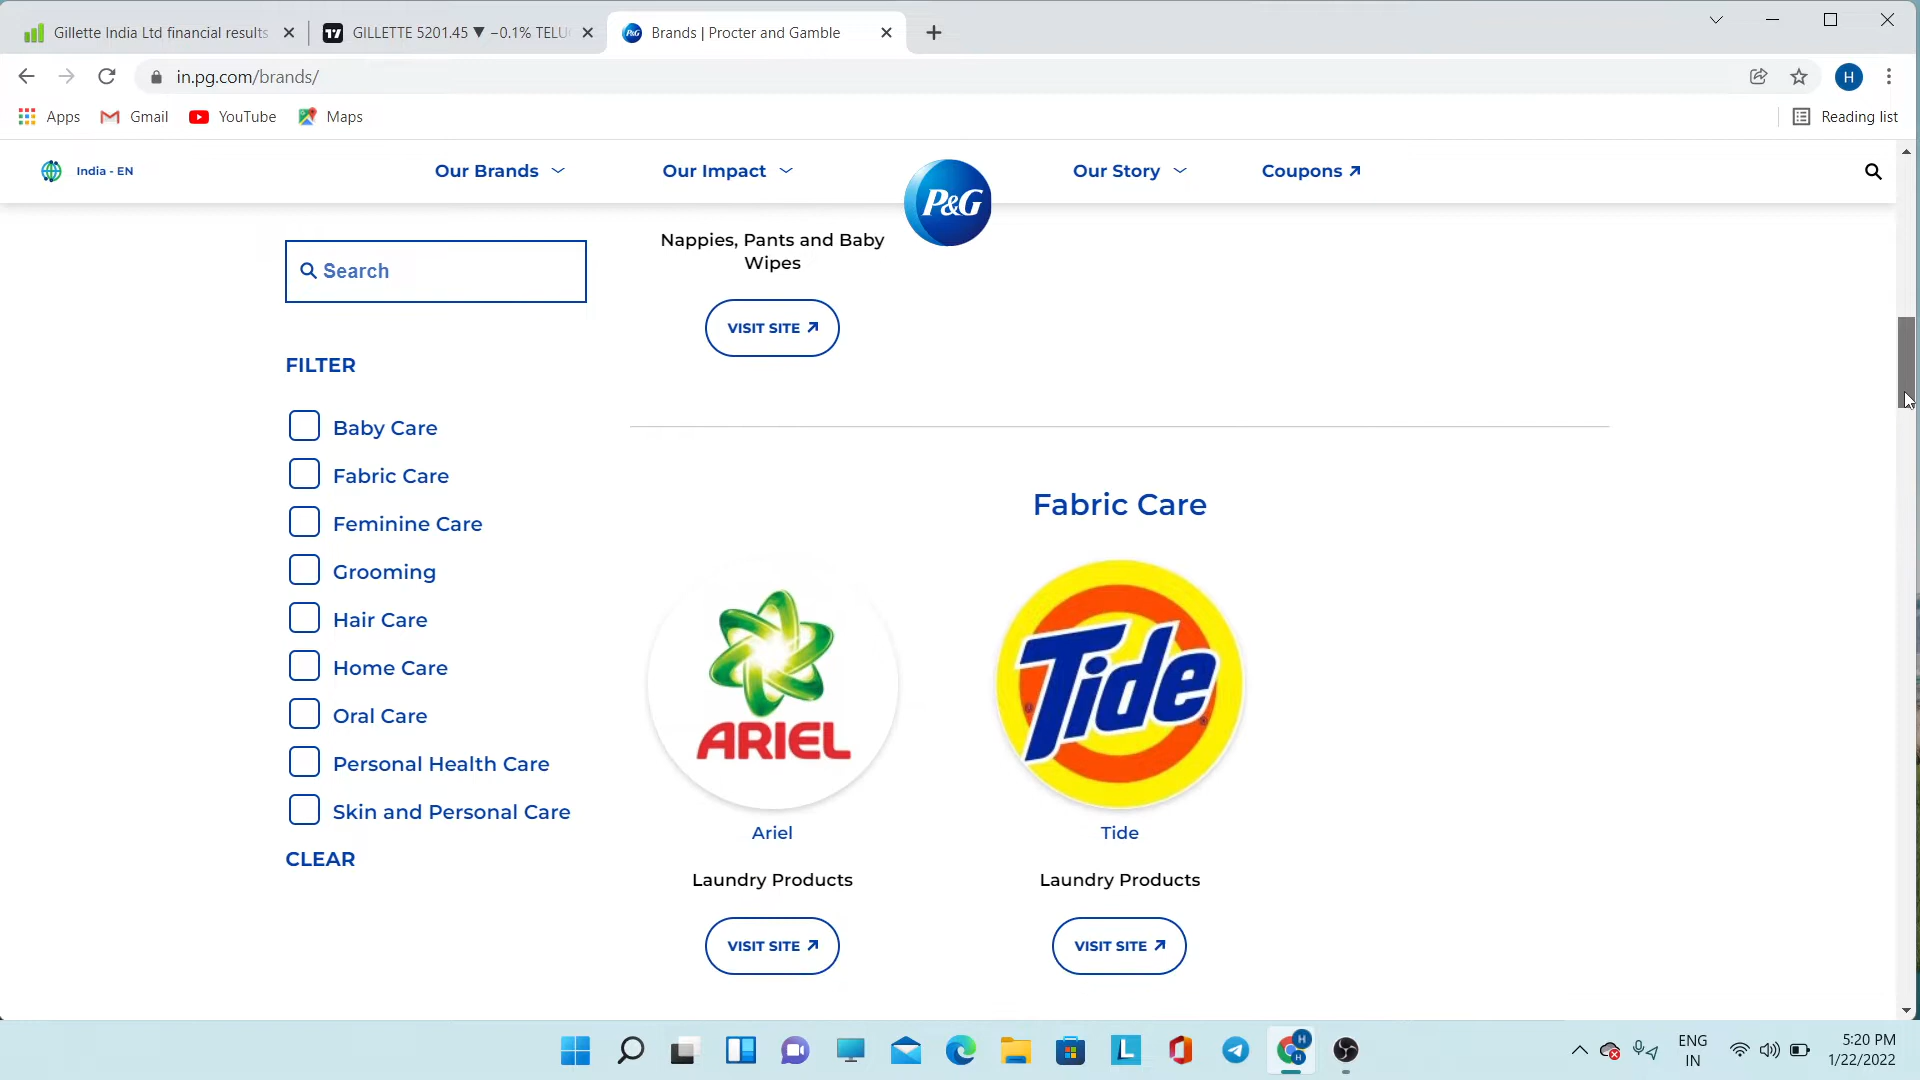 Gillette India Ltd financial results
GILLETTE 5201.45 ▼ −0.1% TELU
Brands | Procter and Gamble
in.pg.com/brands/
H
Apps
Gmail
YouTube
Maps
Reading list
India - EN
Our Brands
Our Impact
P&G
Our Story
Coupons
Nappies, Pants and Baby
Wipes
Search
VISIT SITE
FILTER
Baby Care
Fabric Care
Feminine Care
Grooming
Hair Care
Home Care
Oral Care
Personal Health Care
Skin and Personal Care
CLEAR
Fabric Care
ARIEL
Tide
Ariel
Tide
Laundry Products
Laundry Products
VISIT SITE
VISIT SITE
ENG
IN
5:20 PM
1/22/2022